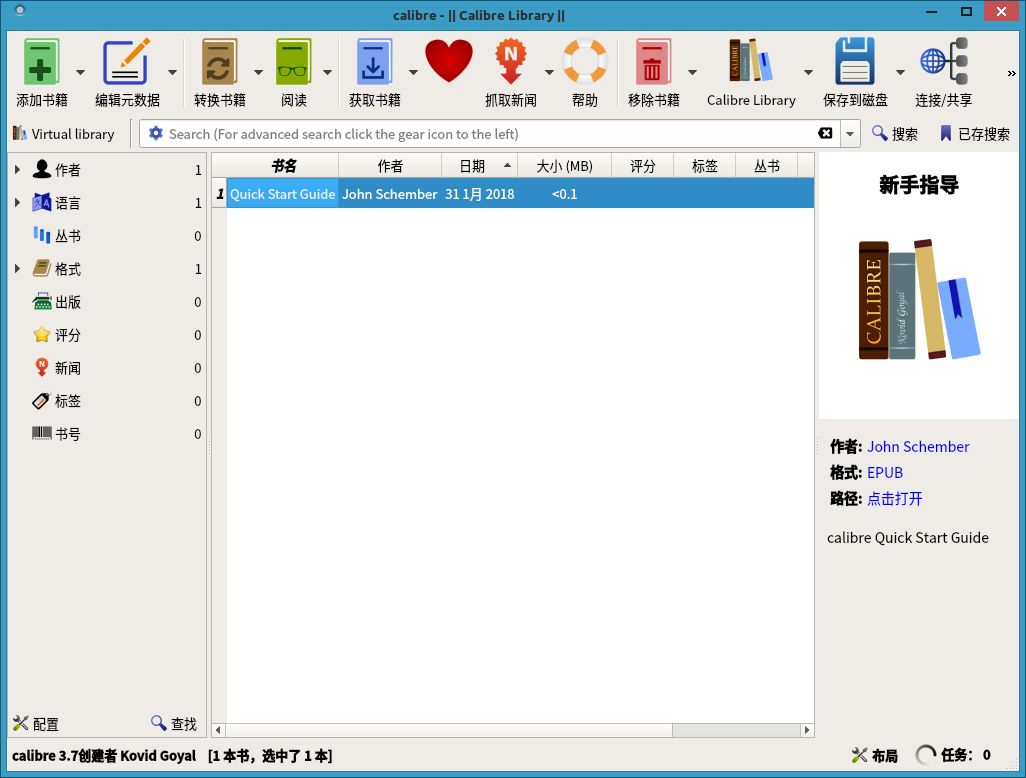 calibre - || Calibre Library ||
添加书籍 编辑元数据 转换书籍 阅读 获取书籍 抓取新闻 帮助 移除书籍 Calibre Library 保存到磁盘 连接/共享 »
Virtual library Search (For advanced search click the gear icon to the left) 搜索 已存搜索
书名 作者 日期 大小 (MB) 评分 标签 丛书
1 Quick Start Guide John Schember 31 1月 2018 <0.1
作者 1
语言 1
丛书 0
格式 1
出版 0
评分 0
新闻 0
标签 0
书号 0
新手指导
CALIBRE
Kovid Goyal
作者: John Schember
格式: EPUB
路径: 点击打开
calibre Quick Start Guide
配置 查找
calibre 3.7创建者 Kovid Goyal [1 本书，选中了 1 本] 布局 任务： 0